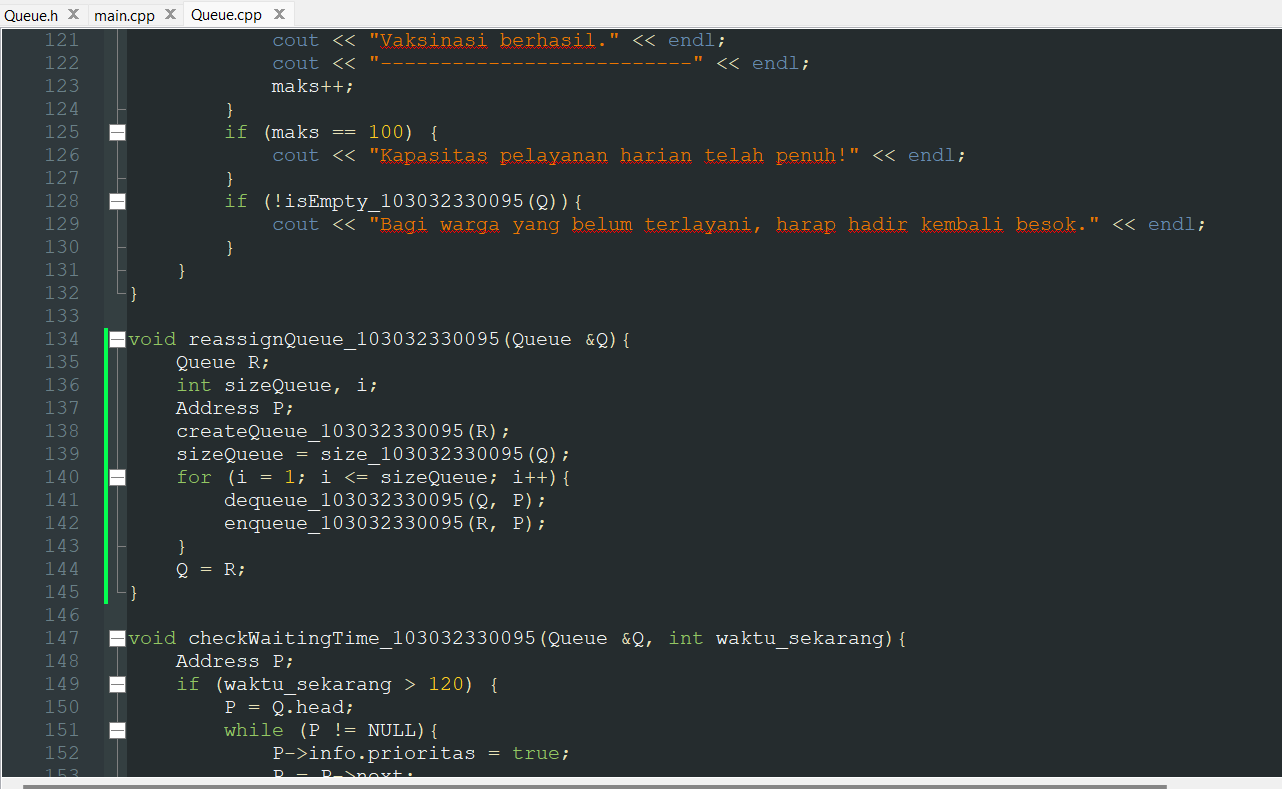 Queue.h X main.cpp X Queue.cpp X
121 cout << "Vaksinasi berhasil." << endl;
122 cout << "--------------------------" << endl;
123 maks++;
124 }
125 if (maks == 100) {
126 cout << "Kapasitas pelayanan harian telah penuh!" << endl;
127 }
128 if (!isEmpty_103032330095(Q)){
129 cout << "Bagi warga yang belum terlayani, harap hadir kembali besok." << endl;
130 }
131 }
132 }
133
134 void reassignQueue_103032330095(Queue &Q){
135 Queue R;
136 int sizeQueue, i;
137 Address P;
138 createQueue_103032330095(R);
139 sizeQueue = size_103032330095(Q);
140 for (i = 1; i <= sizeQueue; i++){
141 dequeue_103032330095(Q, P);
142 enqueue_103032330095(R, P);
143 }
144 Q = R;
145 }
146
147 void checkWaitingTime_103032330095(Queue &Q, int waktu_sekarang){
148 Address P;
149 if (waktu_sekarang > 120) {
150 P = Q.head;
151 while (P != NULL){
152 P->info.prioritas = true;
153 P = P->next;